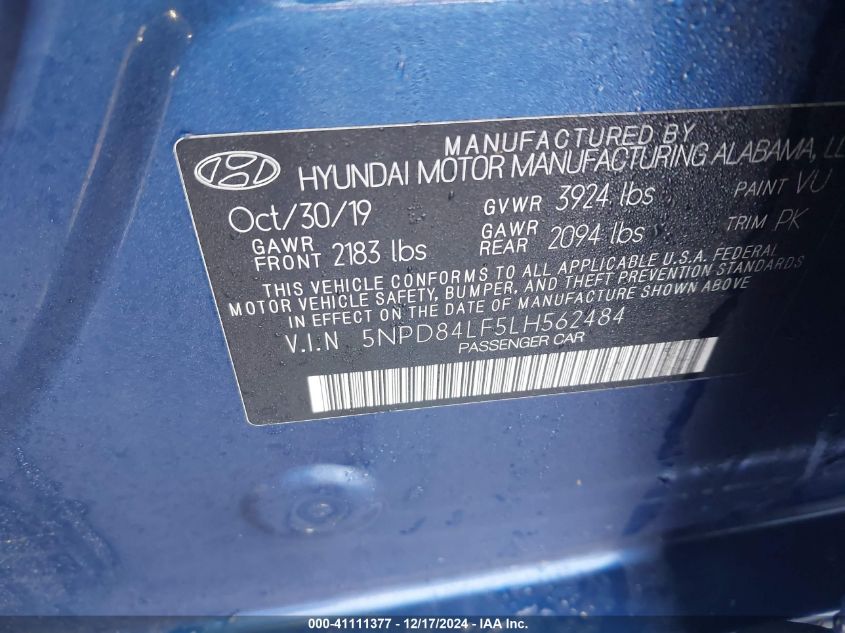 MANUFACTURED BY
HYUNDAI MOTOR MANUFACTURING ALABAMA, LL
Oct/30/19 GVWR 3924 lbs PAINT VU
GAWR FRONT 2183 lbs GAWR REAR 2094 lbs TRIM PK
THIS VEHICLE CONFORMS TO ALL APPLICABLE U.S.A. FEDERAL
MOTOR VEHICLE SAFETY, BUMPER, AND THEFT PREVENTION STANDARDS
IN EFFECT ON THE DATE OF MANUFACTURE SHOWN ABOVE
V.I.N 5NPD84LF5LH562484
PASSENGER CAR
000-41111377 - 12/17/2024 - IAA Inc.